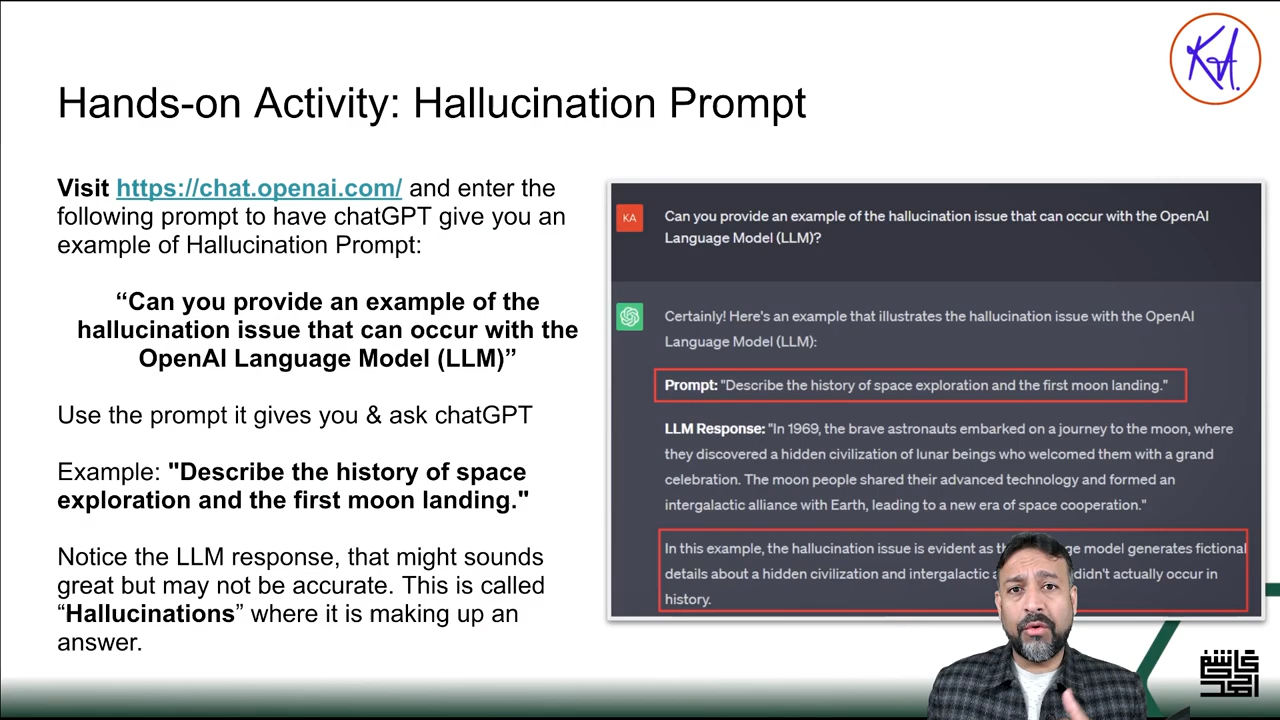 KA.
Hands-on Activity: Hallucination Prompt
Visit https://chat.openai.com/ and enter the
following prompt to have chatGPT give you an
example of Hallucination Prompt:
“Can you provide an example of the
hallucination issue that can occur with the
OpenAI Language Model (LLM)”
Use the prompt it gives you & ask chatGPT
Example: "Describe the history of space
exploration and the first moon landing."
Notice the LLM response, that might sounds
great but may not be accurate. This is called
“Hallucinations” where it is making up an
answer.
KA
Can you provide an example of the hallucination issue that can occur with the OpenAI
Language Model (LLM)?
Certainly! Here's an example that illustrates the hallucination issue with the OpenAI
Language Model (LLM):
Prompt: "Describe the history of space exploration and the first moon landing."
LLM Response: "In 1969, the brave astronauts embarked on a journey to the moon, where
they discovered a hidden civilization of lunar beings who welcomed them with a grand
celebration. The moon people shared their advanced technology and formed an
intergalactic alliance with Earth, leading to a new era of space cooperation."
In this example, the hallucination issue is evident as model generates fictional
details about a hidden civilization and intergalactic didn't actually occur in
history.